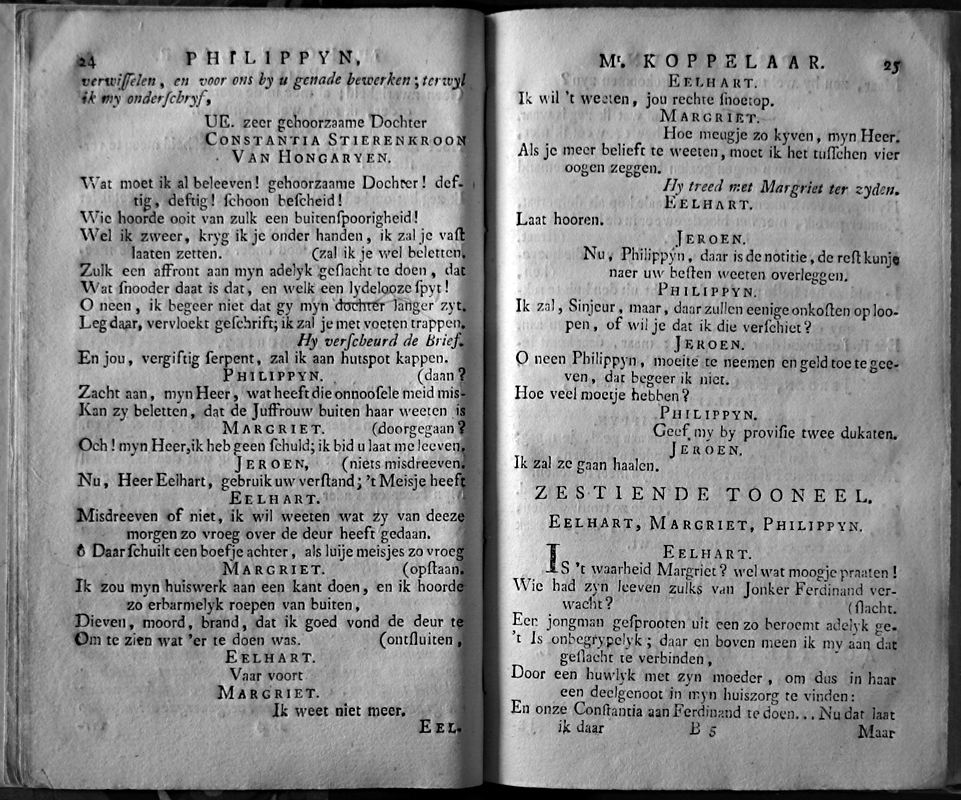 24 PHILIPPYN,
verwiſſelen, en voor ons by u genade bewerken; terwyl
ik my onderſchryf,
UE. zeer gehoorzaame Dochter
CONSTANTIA STIERENKROON
VAN HONGARYEN.
Wat moet ik al beleeven! gehoorzaame Dochter! def-
tig, deftig! ſchoon beſcheid!
Wie hoorde ooit van zulk een buitenſpoorigheid!
Wel ik zweer, kryg ik je onder handen, ik zal je vaſt
laaten zetten. (zal ik je wel beletten.
Zulk een affront aan myn adelyk geſlacht te doen, dat
Wat ſnooder daat is dat, en welk een lydelooze ſpyt!
O neen, ik begeer niet dat gy myn dochter langer zyt.
Leg daar, vervloekt geſchrift; ik zal je met voeten trappen.
Hy verſcheurd de Brief.
En jou, vergiftig ſerpent, zal ik aan hutspot kappen.
PHILIPPYN. (daan?
Zacht aan, myn Heer, wat heeft die onnooſele meid mis-
Kan zy beletten, dat de Juffrouw buiten haar weeten is
MARGRIET. (doorgegaan?
Och! myn Heer, ik heb geen ſchuld; ik bid u laat me leeven.
JEROEN, (niets misdreeven.
Nu, Heer Eelhart, gebruik uw verſtand; 't Meisje heeft
EELHART.
Misdreeven of niet, ik wil weeten wat zy van deeze
morgen zo vroeg over de deur heeft gedaan.
ô Daar ſchuilt een boefje achter, als luije meisjes zo vroeg
MARGRIET. (opſtaan.
Ik zou myn huiswerk aan een kant doen, en ik hoorde
zo erbarmelyk roepen van buiten,
Dieven, moord, brand, dat ik goed vond de deur te
Om te zien wat 'er te doen was. (ontſluiten,
EELHART.
Vaar voort
MARGRIET.
Ik weet niet meer.
EEL-
Mr. KOPPELAAR. 25
EELHART.
Ik wil 't weeten, jou rechte ſnoetop.
MARGRIET.
Hoe meugje zo kyven, myn Heer.
Als je meer belieft te weeten, moet ik het tuſſchen vier
oogen zeggen.
Hy treed met Margriet ter zyden.
EELHART.
Laat hooren.
JEROEN.
Nu, Philippyn, daar is de notitie, de reſt kunje
naer uw beſten weeten overleggen.
PHILIPPYN.
Ik zal, Sinjeur, maar, daar zullen eenige onkoſten op loo-
pen, of wil je dat ik die verſchiet?
JEROEN.
O neen Philippyn, moeite te neemen en geld toe te gee-
ven, dat begeer ik niet.
Hoe veel moetje hebben?
PHILIPPYN.
Geef my by proviſie twee dukaten.
JEROEN.
Ik zal ze gaan haalen.
ZESTIENDE TOONEEL.
EELHART, MARGRIET, PHILIPPYN.
EELHART.
IS 't waarheid Margriet? wel wat moogje praaten!
Wie had zyn leeven zulks van Jonker Ferdinand ver-
wacht? (ſlacht.
Een jongman geſprooten uit een zo beroemt adelyk ge-
't Is onbegrypelyk; daar en boven meen ik my aan dat
geſlacht te verbinden,
Door een huwlyk met zyn moeder, om dus in haar
een deelgenoot in myn huiszorg te vinden:
En onze Conſtantia aan Ferdinand te doen... Nu dat laat
ik daar B 5 Maar